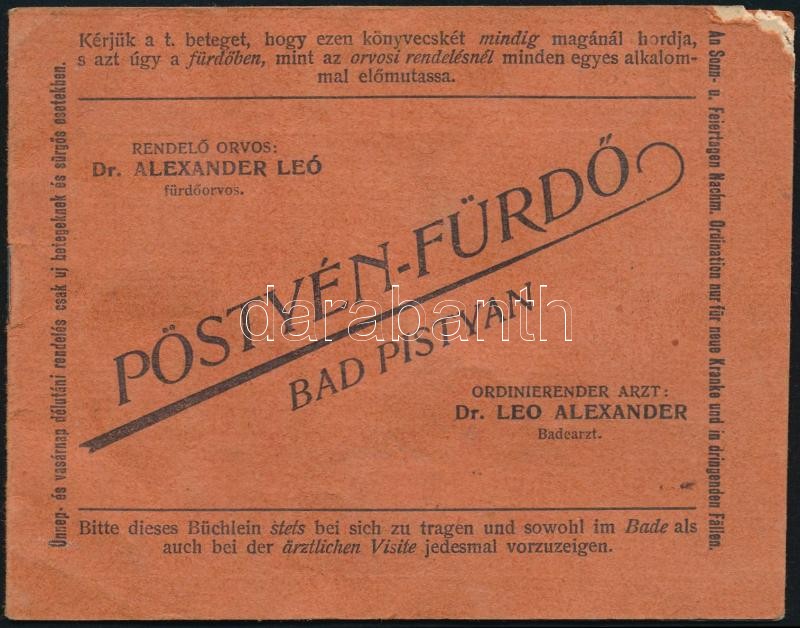 Kérjük a t. beteget, hogy ezen könyvecskét mindig magánál hordja,
s azt úgy a fürdőben, mint az orvosi rendelésnél minden egyes alkalom-
mal előmutassa.
Ünnep- és vasárnap délutáni rendelés csak uj betegeknek és sürgős esetekben.
An Sonn- u. Feiertagen Nachm. Ordination nur für neue Kranke und in dringenden Fällen.
RENDELŐ ORVOS:
Dr. ALEXANDER LEÓ
fürdőorvos.
PÖSTYÉN-FÜRDŐ
BAD PISTYAN
darabanth
ORDINIERENDER ARZT:
Dr. LEO ALEXANDER
Badearzt.
Bitte dieses Büchlein stets bei sich zu tragen und sowohl im Bade als
auch bei der ärztlichen Visite jedesmal vorzuzeigen.